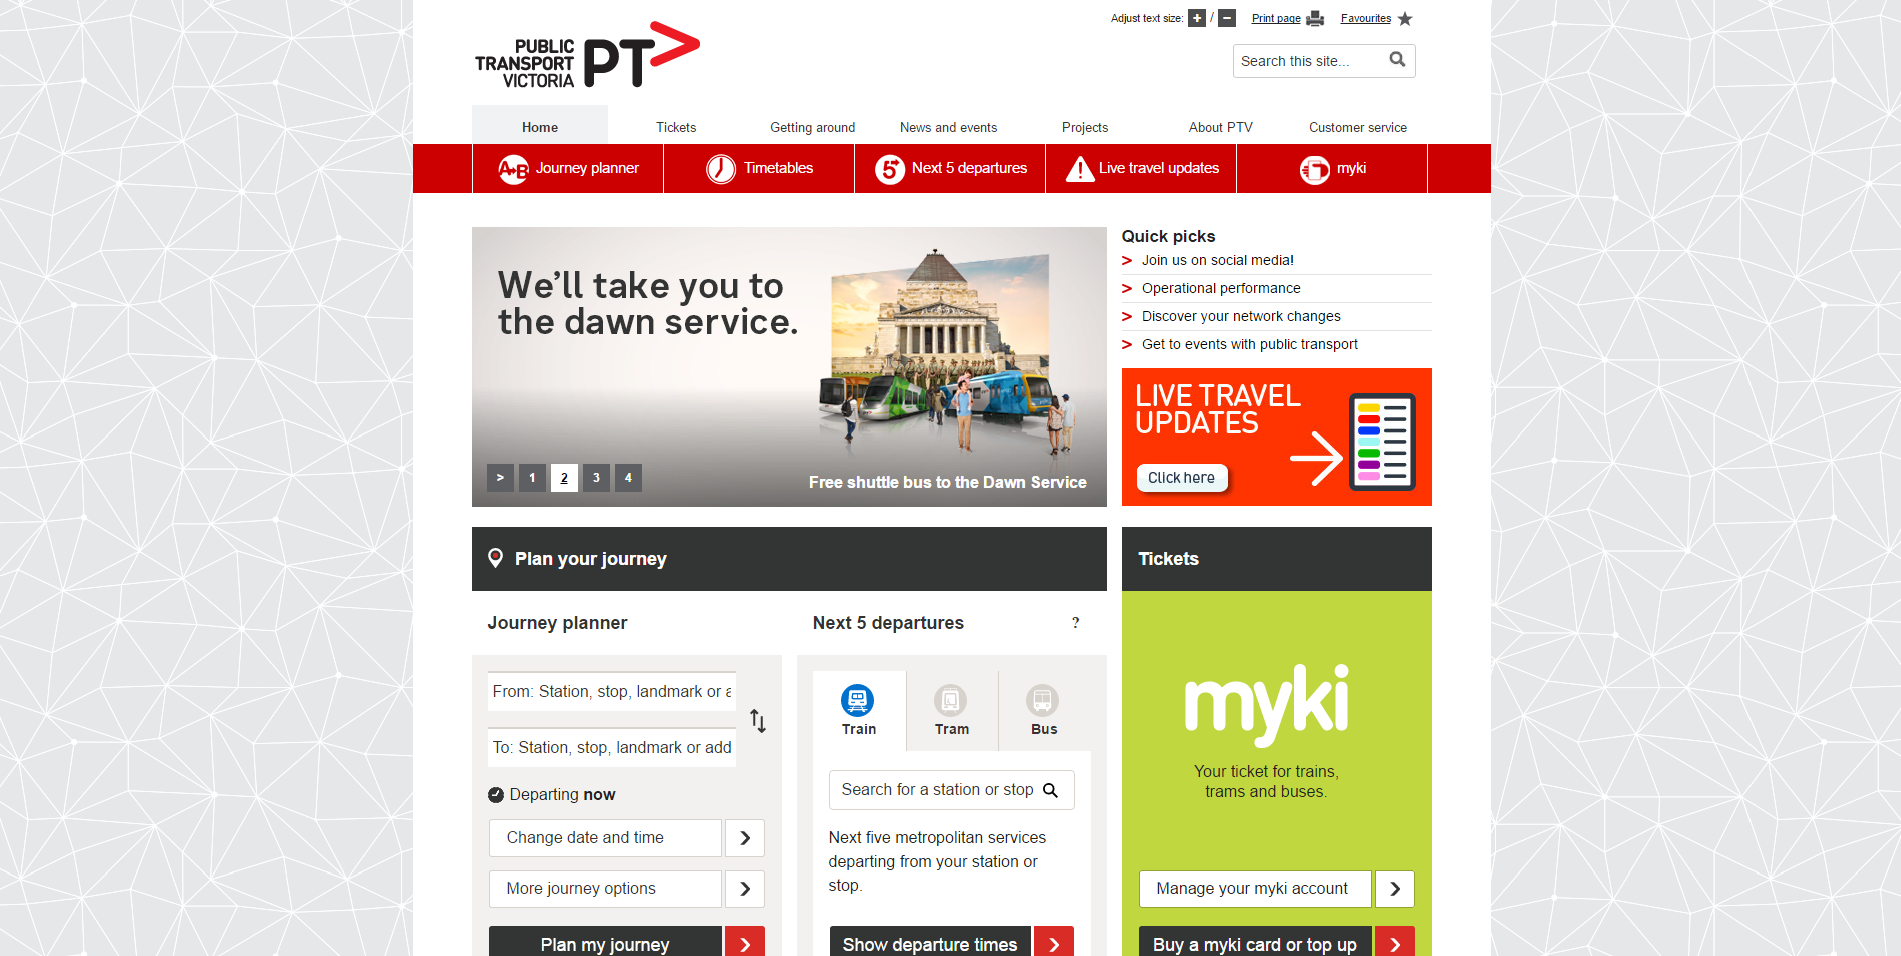 Adjust text size: + / − Print page Favourites
PUBLIC
TRANSPORT
VICTORIA
PT
Search this site...
Home Tickets Getting around News and events Projects About PTV Customer service
A B Journey planner Timetables 5 Next 5 departures Live travel updates myki
We'll take you to
the dawn service.
> 1 2 3 4
Free shuttle bus to the Dawn Service
Quick picks
> Join us on social media!
> Operational performance
> Discover your network changes
> Get to events with public transport
LIVE TRAVEL
UPDATES
Click here
Plan your journey
Journey planner
From: Station, stop, landmark or a
To: Station, stop, landmark or add
Departing now
Change date and time
More journey options
Plan my journey
Next 5 departures ?
Train Tram Bus
Search for a station or stop
Next five metropolitan services
departing from your station or
stop.
Show departure times
Tickets
myki
Your ticket for trains,
trams and buses.
Manage your myki account
Buy a myki card or top up